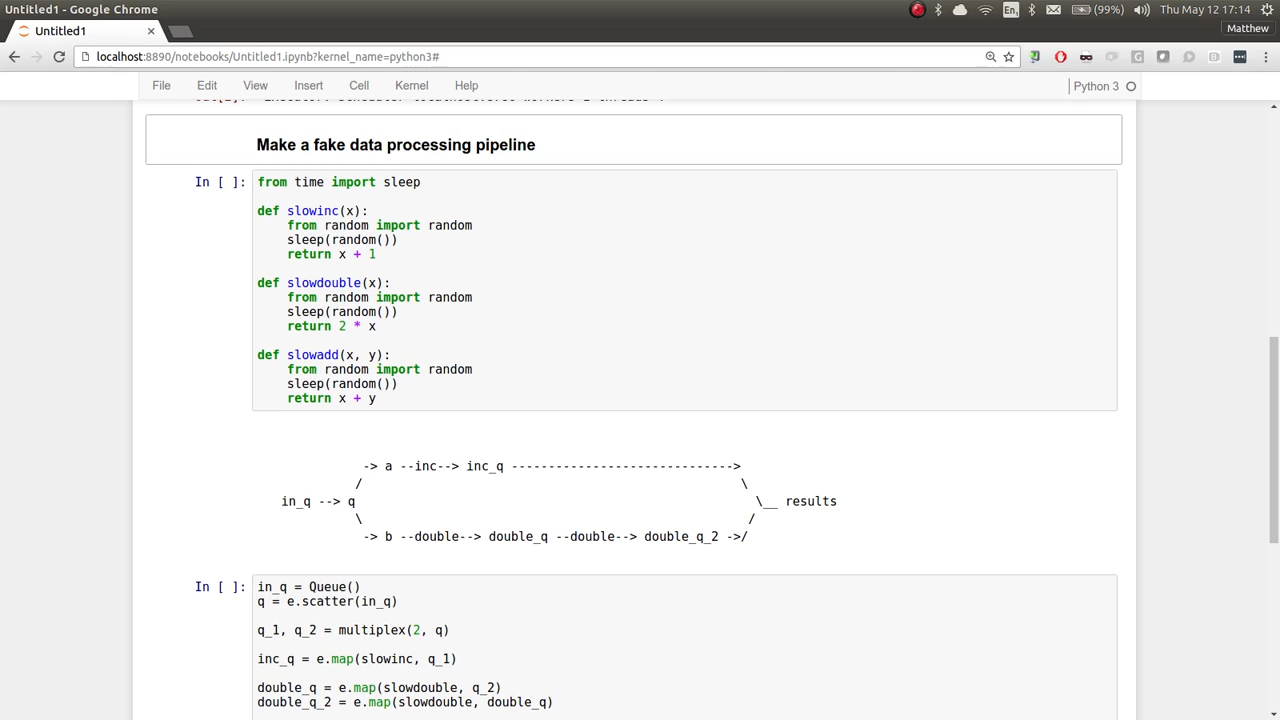 Untitled1 - Google Chrome
En
(99%)
Thu May 12 17:14
Untitled1
Matthew
localhost:8890/notebooks/Untitled1.ipynb?kernel_name=python3#
File Edit View Insert Cell Kernel Help
Python 3
Make a fake data processing pipeline
In [ ]:
from time import sleep
def slowinc(x):
    from random import random
    sleep(random())
    return x + 1
def slowdouble(x):
    from random import random
    sleep(random())
    return 2 * x
def slowadd(x, y):
    from random import random
    sleep(random())
    return x + y
-> a --inc--> inc_q ------------------------------>
/ \
in_q --> q \__ results
\ /
-> b --double--> double_q --double--> double_q_2 ->/
In [ ]:
in_q = Queue()
q = e.scatter(in_q)
q_1, q_2 = multiplex(2, q)
inc_q = e.map(slowinc, q_1)
double_q = e.map(slowdouble, q_2)
double_q_2 = e.map(slowdouble, double_q)